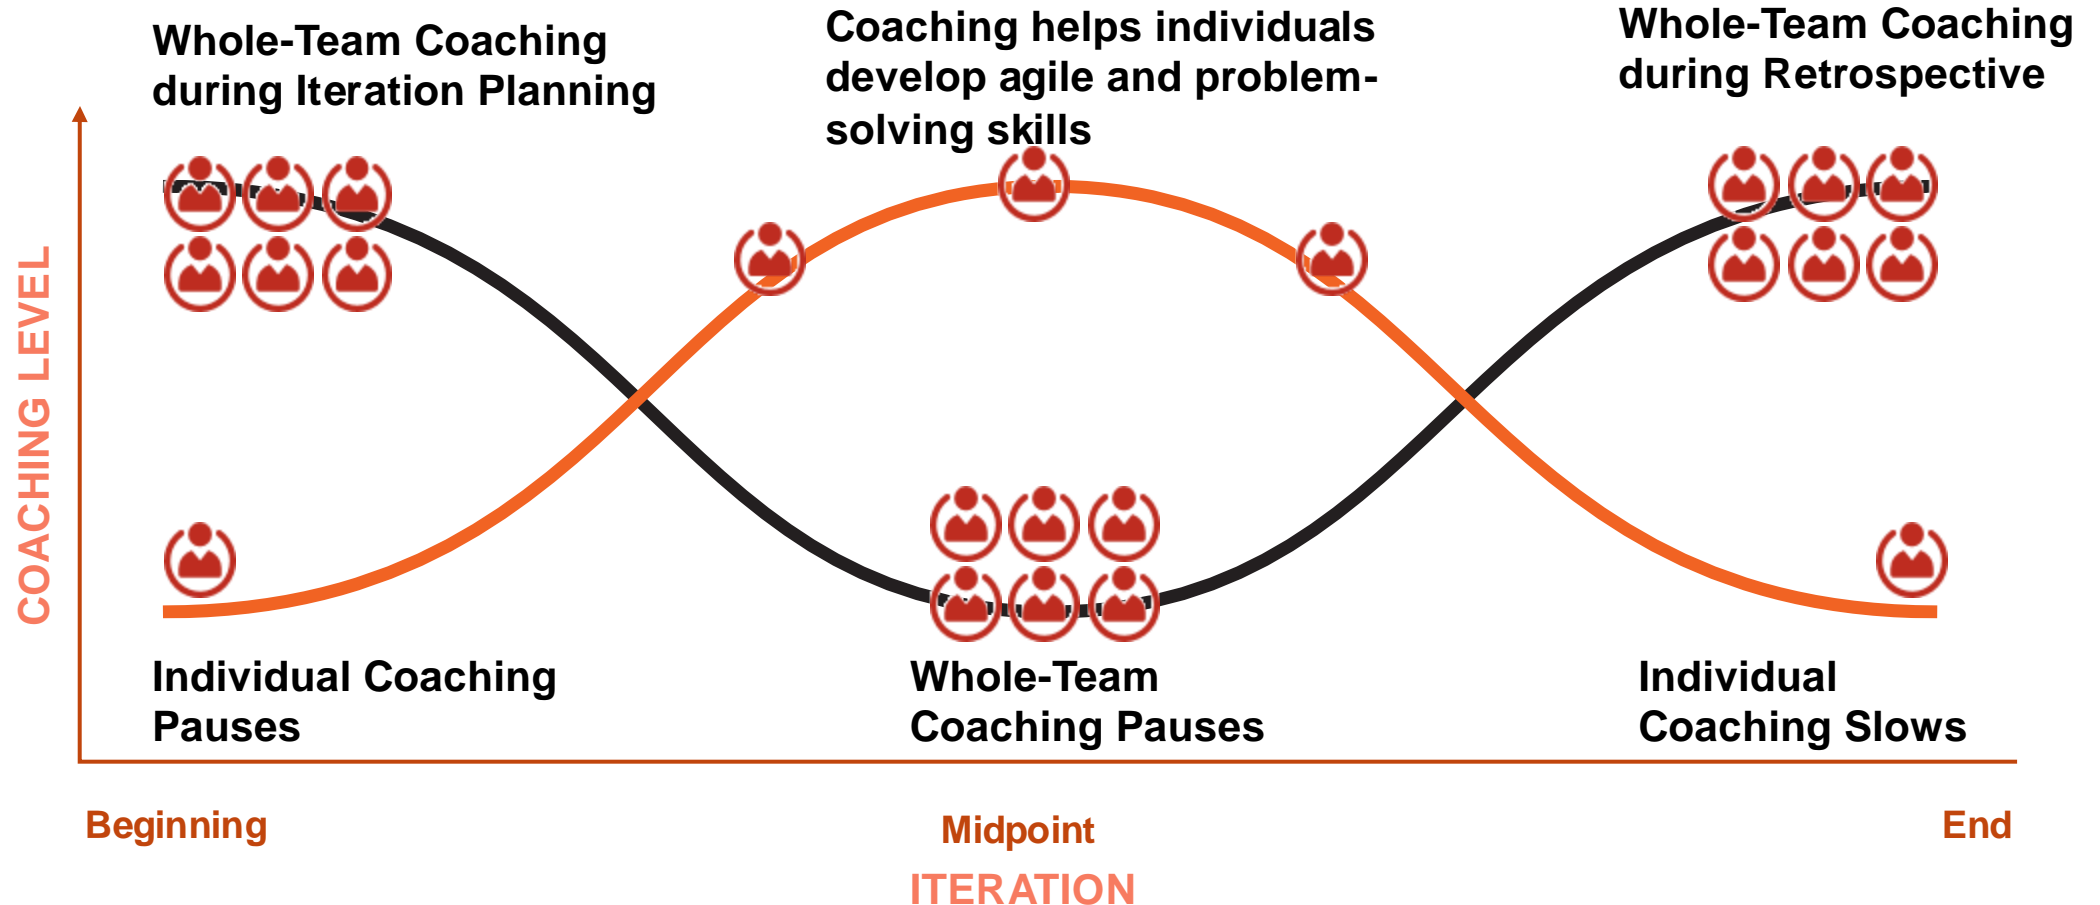 Whole-Team Coaching
during Iteration Planning
Coaching helps individuals
develop agile and problem-
solving skills
Whole-Team Coaching
during Retrospective
COACHING LEVEL
Individual Coaching
Pauses
Whole-Team
Coaching Pauses
Individual
Coaching Slows
Beginning
Midpoint
End
ITERATION